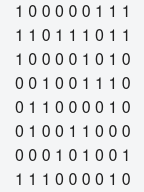 1 0 0 0 0 0 1 1 1
1 1 0 1 1 1 0 1 1
1 0 0 0 0 1 0 1 0
0 0 1 0 0 1 1 1 0
0 1 1 0 0 0 0 1 0
0 1 0 0 1 1 0 0 0
0 0 0 1 0 1 0 0 1
1 1 1 0 0 0 0 1 0